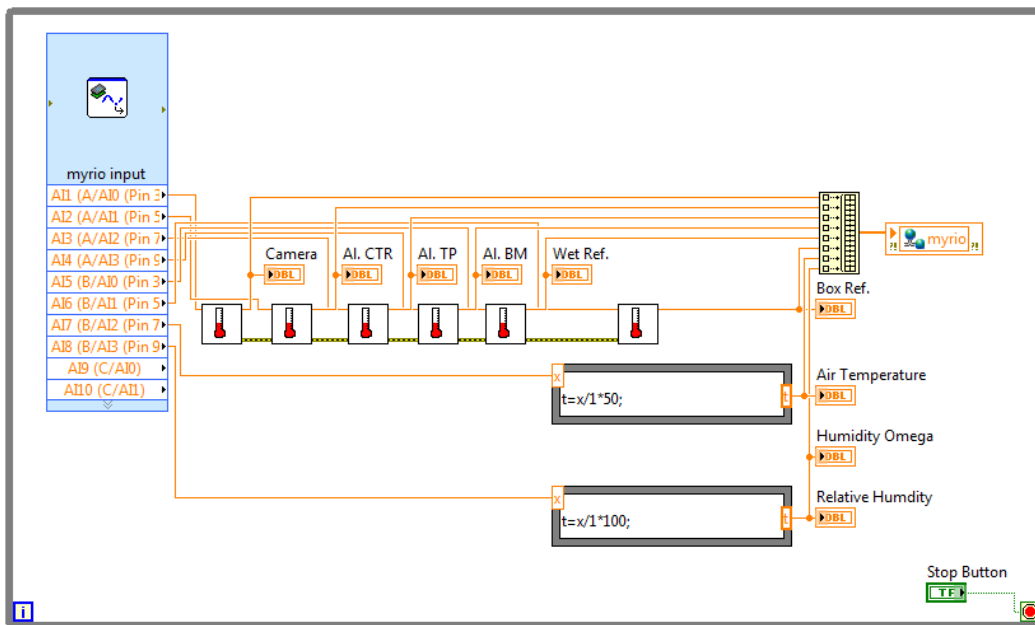 myrio input
AI1 (A/AI0 (Pin 3
AI2 (A/AI1 (Pin 5
AI3 (A/AI2 (Pin 7
AI4 (A/AI3 (Pin 9
AI5 (B/AI0 (Pin 3
AI6 (B/AI1 (Pin 5
AI7 (B/AI2 (Pin 7
AI8 (B/AI3 (Pin 9
AI9 (C/AI0)
AI10 (C/AI1)
Camera
Al. CTR
Al. TP
Al. BM
Wet Ref.
DBL
DBL
DBL
DBL
DBL
myrio
?!
?!
Box Ref.
DBL
x
t=x/1*50;
t
Air Temperature
DBL
Humidity Omega
DBL
x
t=x/1*100;
t
Relative Humdity
DBL
Stop Button
TF
i